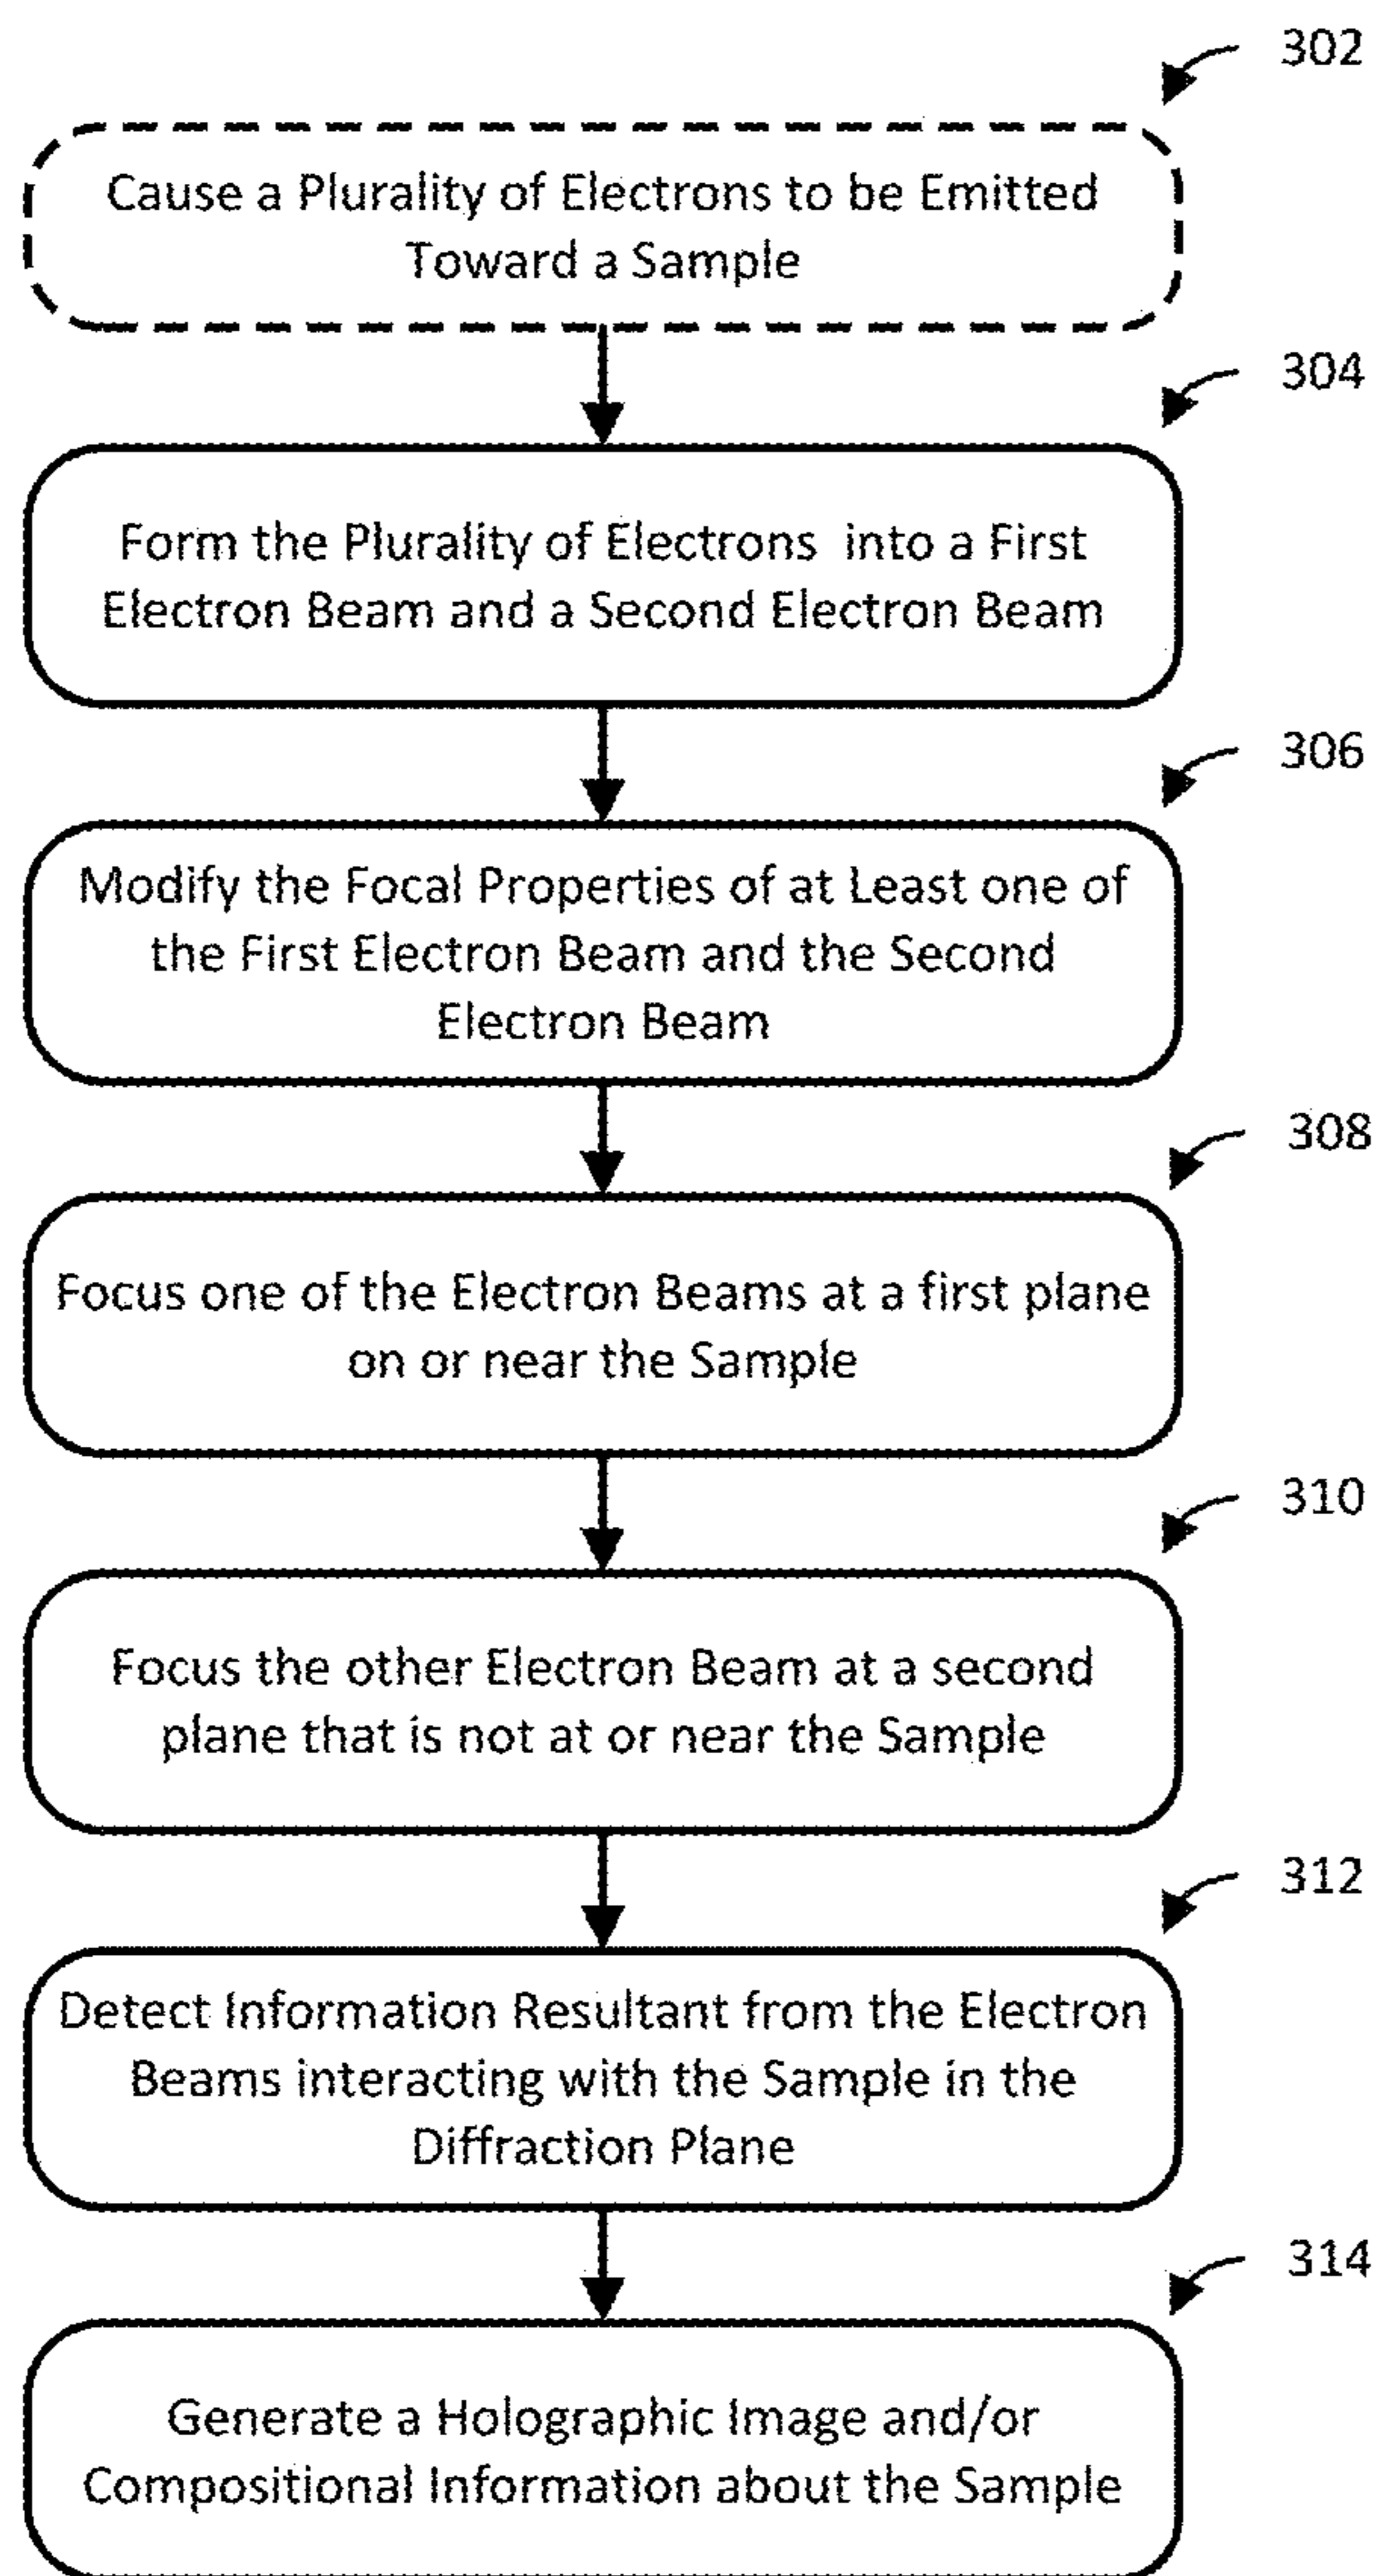 302
Cause a Plurality of Electrons to be Emitted
Toward a Sample
304
Form the Plurality of Electrons into a First
Electron Beam and a Second Electron Beam
306
Modify the Focal Properties of at Least one of
the First Electron Beam and the Second
Electron Beam
308
Focus one of the Electron Beams at a first plane
on or near the Sample
310
Focus the other Electron Beam at a second
plane that is not at or near the Sample
312
Detect Information Resultant from the Electron
Beams interacting with the Sample in the
Diffraction Plane
314
Generate a Holographic Image and/or
Compositional Information about the Sample